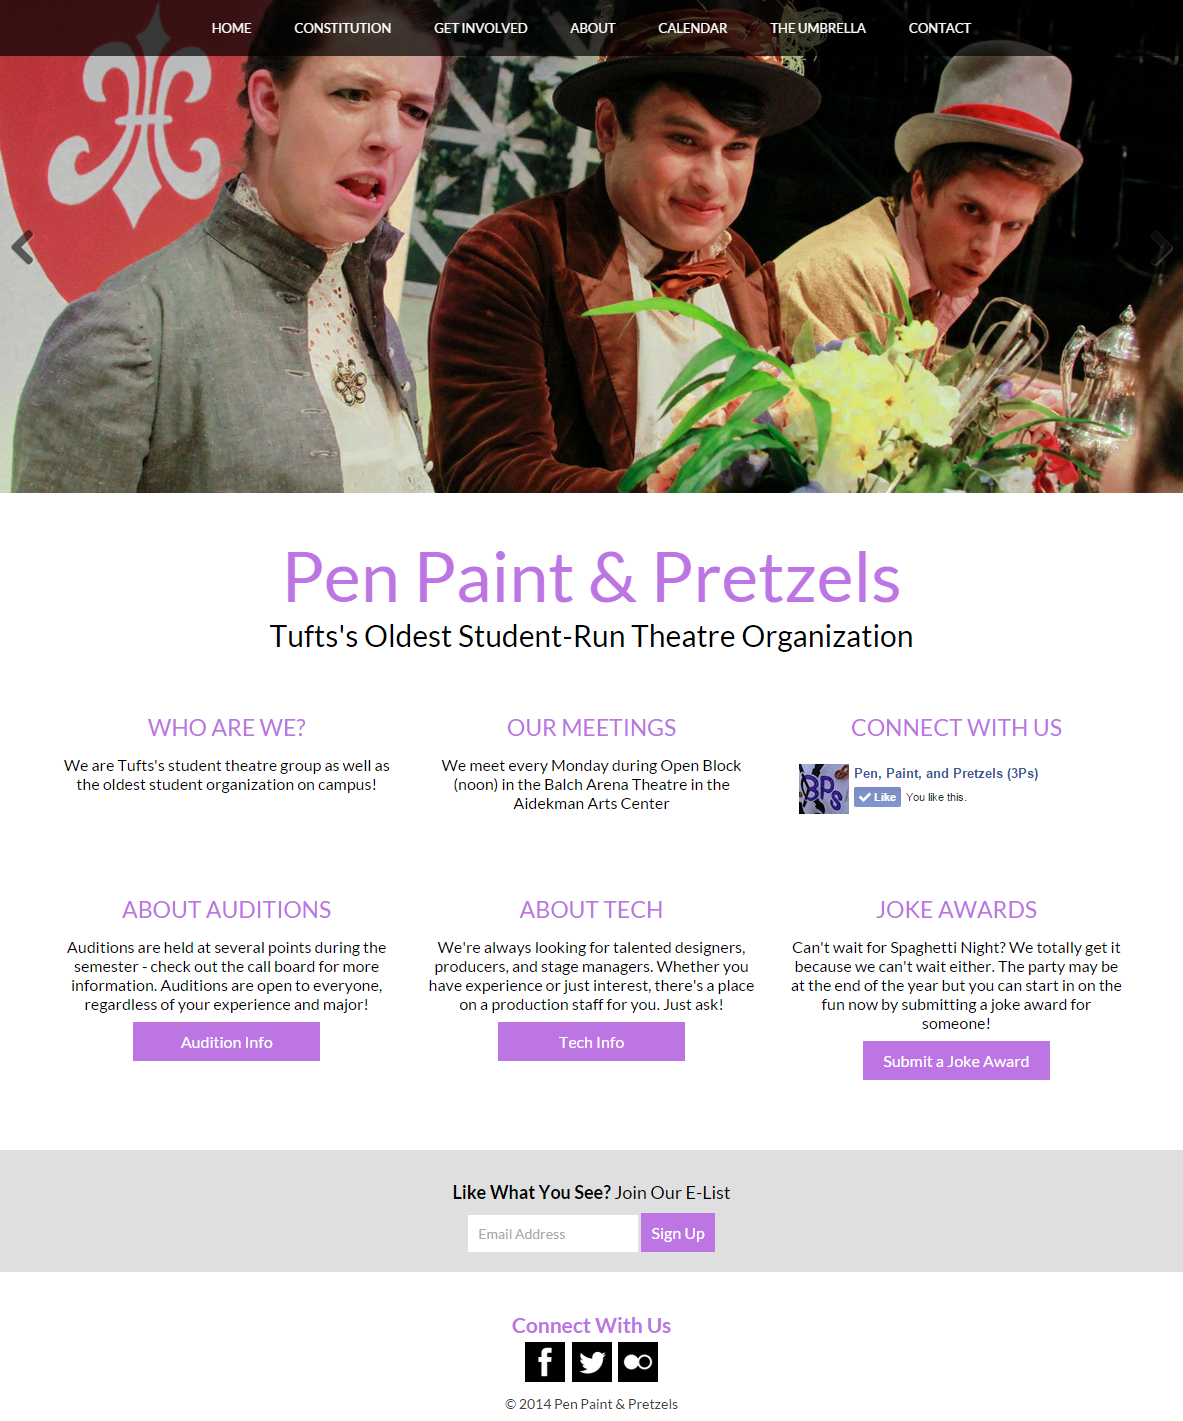 HOME CONSTITUTION GET INVOLVED ABOUT CALENDAR THE UMBRELLA CONTACT
Pen Paint & Pretzels
Tufts's Oldest Student-Run Theatre Organization
WHO ARE WE?
We are Tufts's student theatre group as well as
the oldest student organization on campus!
OUR MEETINGS
We meet every Monday during Open Block
(noon) in the Balch Arena Theatre in the
Aidekman Arts Center
CONNECT WITH US
3Ps
Pen, Paint, and Pretzels (3Ps)
Like You like this.
ABOUT AUDITIONS
Auditions are held at several points during the
semester - check out the call board for more
information. Auditions are open to everyone,
regardless of your experience and major!
Audition Info
ABOUT TECH
We're always looking for talented designers,
producers, and stage managers. Whether you
have experience or just interest, there's a place
on a production staff for you. Just ask!
Tech Info
JOKE AWARDS
Can't wait for Spaghetti Night? We totally get it
because we can't wait either. The party may be
at the end of the year but you can start in on the
fun now by submitting a joke award for
someone!
Submit a Joke Award
Like What You See? Join Our E-List
Email Address Sign Up
Connect With Us
© 2014 Pen Paint & Pretzels